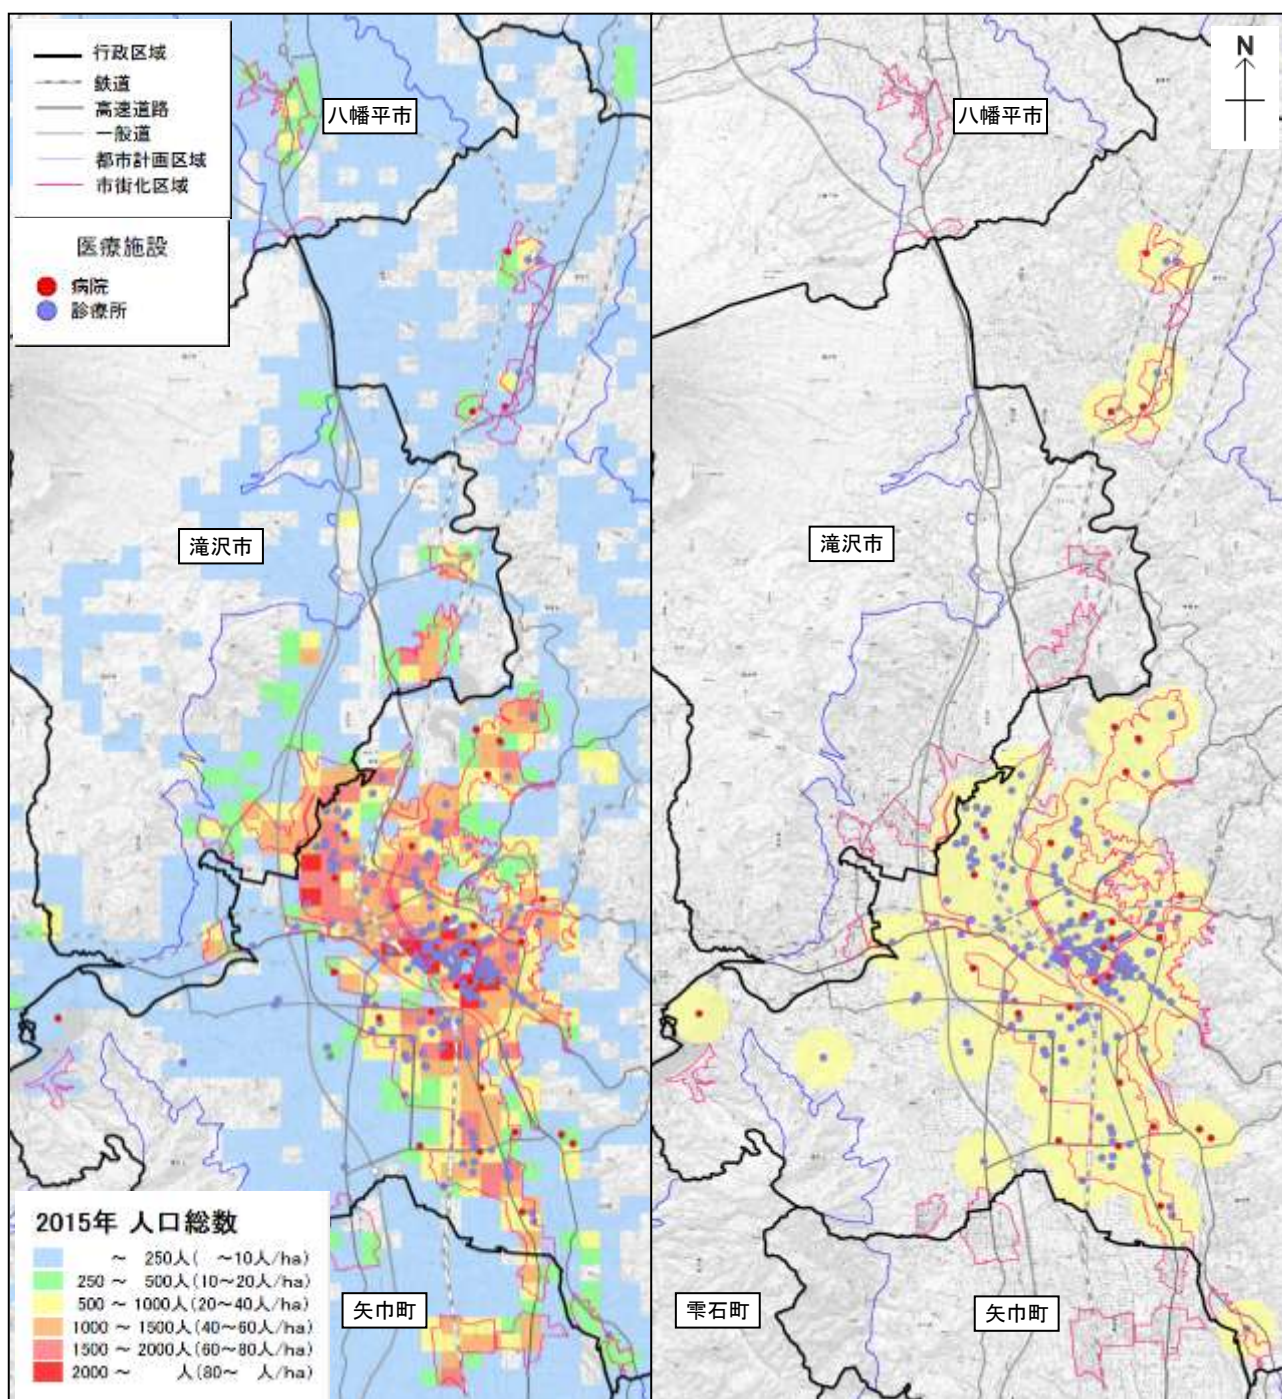 行政区域
鉄道
高速道路
一般道
都市計画区域
市街化区域
医療施設
病院
診療所
八幡平市
滝沢市
2015年 人口総数
～ 250人( ～10人/ha)
250 ～ 500人(10～20人/ha)
500 ～ 1000人(20～40人/ha)
1000 ～ 1500人(40～60人/ha)
1500 ～ 2000人(60～80人/ha)
2000 ～ 人(80～ 人/ha)
矢巾町
N
八幡平市
滝沢市
雫石町
矢巾町